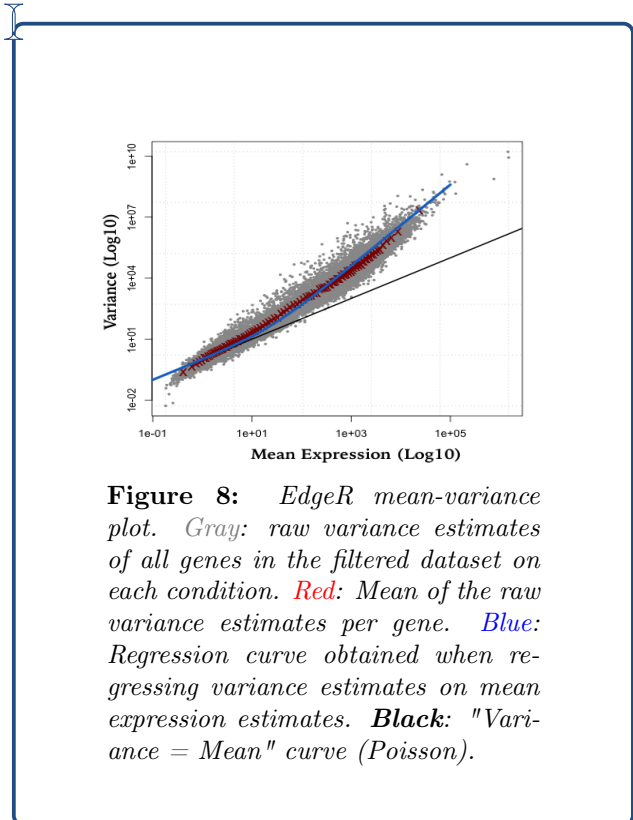 Variance (Log10)
1e+10
1e+07
1e+04
1e+01
1e-02
1e-01 1e+01 1e+03 1e+05
Mean Expression (Log10)
Figure 8: EdgeR mean-variance
plot. Gray: raw variance estimates
of all genes in the filtered dataset on
each condition. Red: Mean of the raw
variance estimates per gene. Blue:
Regression curve obtained when re-
gressing variance estimates on mean
expression estimates. Black: "Vari-
ance = Mean" curve (Poisson).